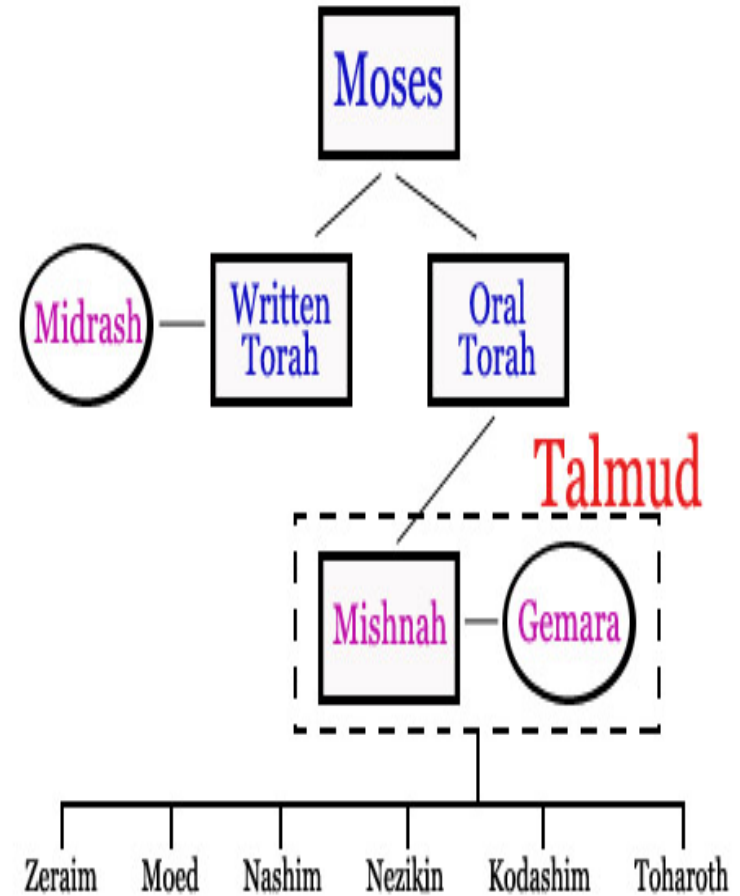 Moses
Midrash
Written
Torah
Oral
Torah
Talmud
Mishnah
Gemara
Zeraim
Moed
Nashim
Nezikin
Kodashim
Toharoth